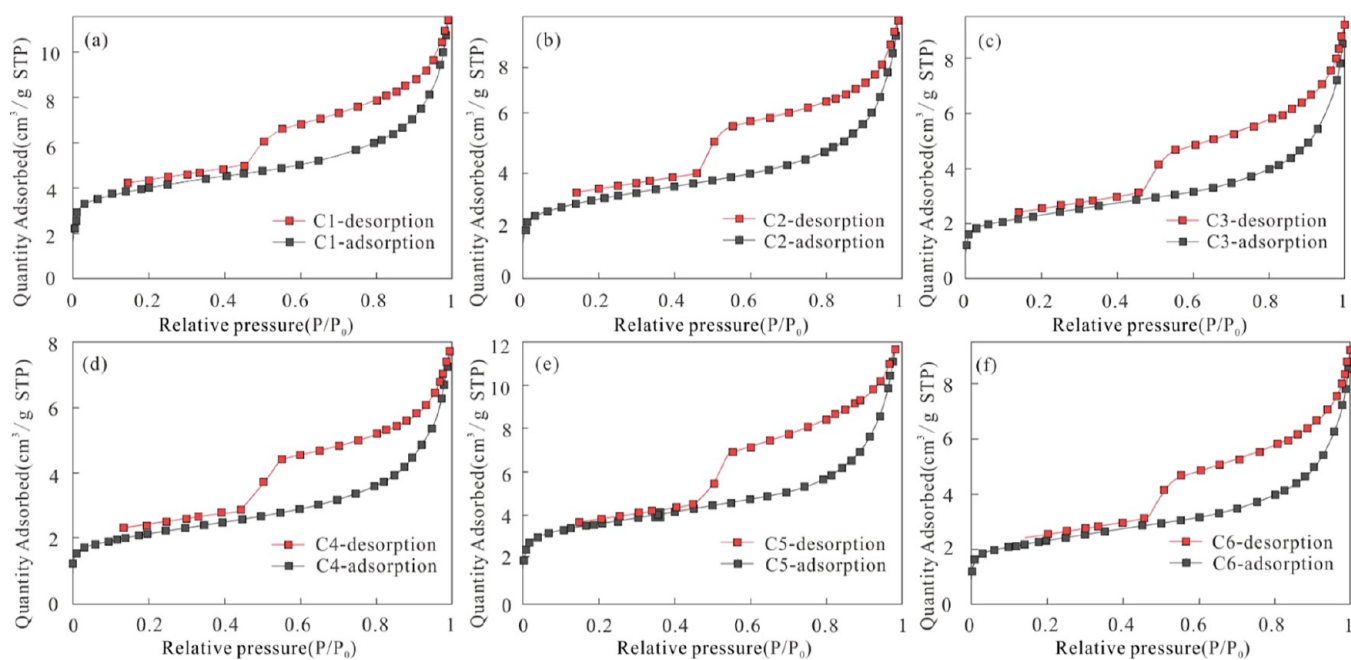 (a)
Quantity Adsorbed(cm³/g STP)
10
8
6
4
2
0
C1-desorption
C1-adsorption
0 0.2 0.4 0.6 0.8 1
Relative pressure(P/P₀)
(b)
Quantity Adsorbed(cm³/g STP)
8
6
4
2
0
C2-desorption
C2-adsorption
0 0.2 0.4 0.6 0.8 1
Relative pressure(P/P₀)
(c)
Quantity Adsorbed(cm³/g STP)
8
6
4
2
0
C3-desorption
C3-adsorption
0 0.2 0.4 0.6 0.8 1
Relative pressure(P/P₀)
(d)
Quantity Adsorbed(cm³/g STP)
8
6
4
2
0
C4-desorption
C4-adsorption
0 0.2 0.4 0.6 0.8 1
Relative pressure(P/P₀)
(e)
Quantity Adsorbed(cm³/g STP)
12
10
8
6
4
2
0
C5-desorption
C5-adsorption
0 0.2 0.4 0.6 0.8 1
Relative pressure(P/P₀)
(f)
Quantity Adsorbed(cm³/g STP)
8
6
4
2
0
C6-desorption
C6-adsorption
0 0.2 0.4 0.6 0.8 1
Relative pressure(P/P₀)